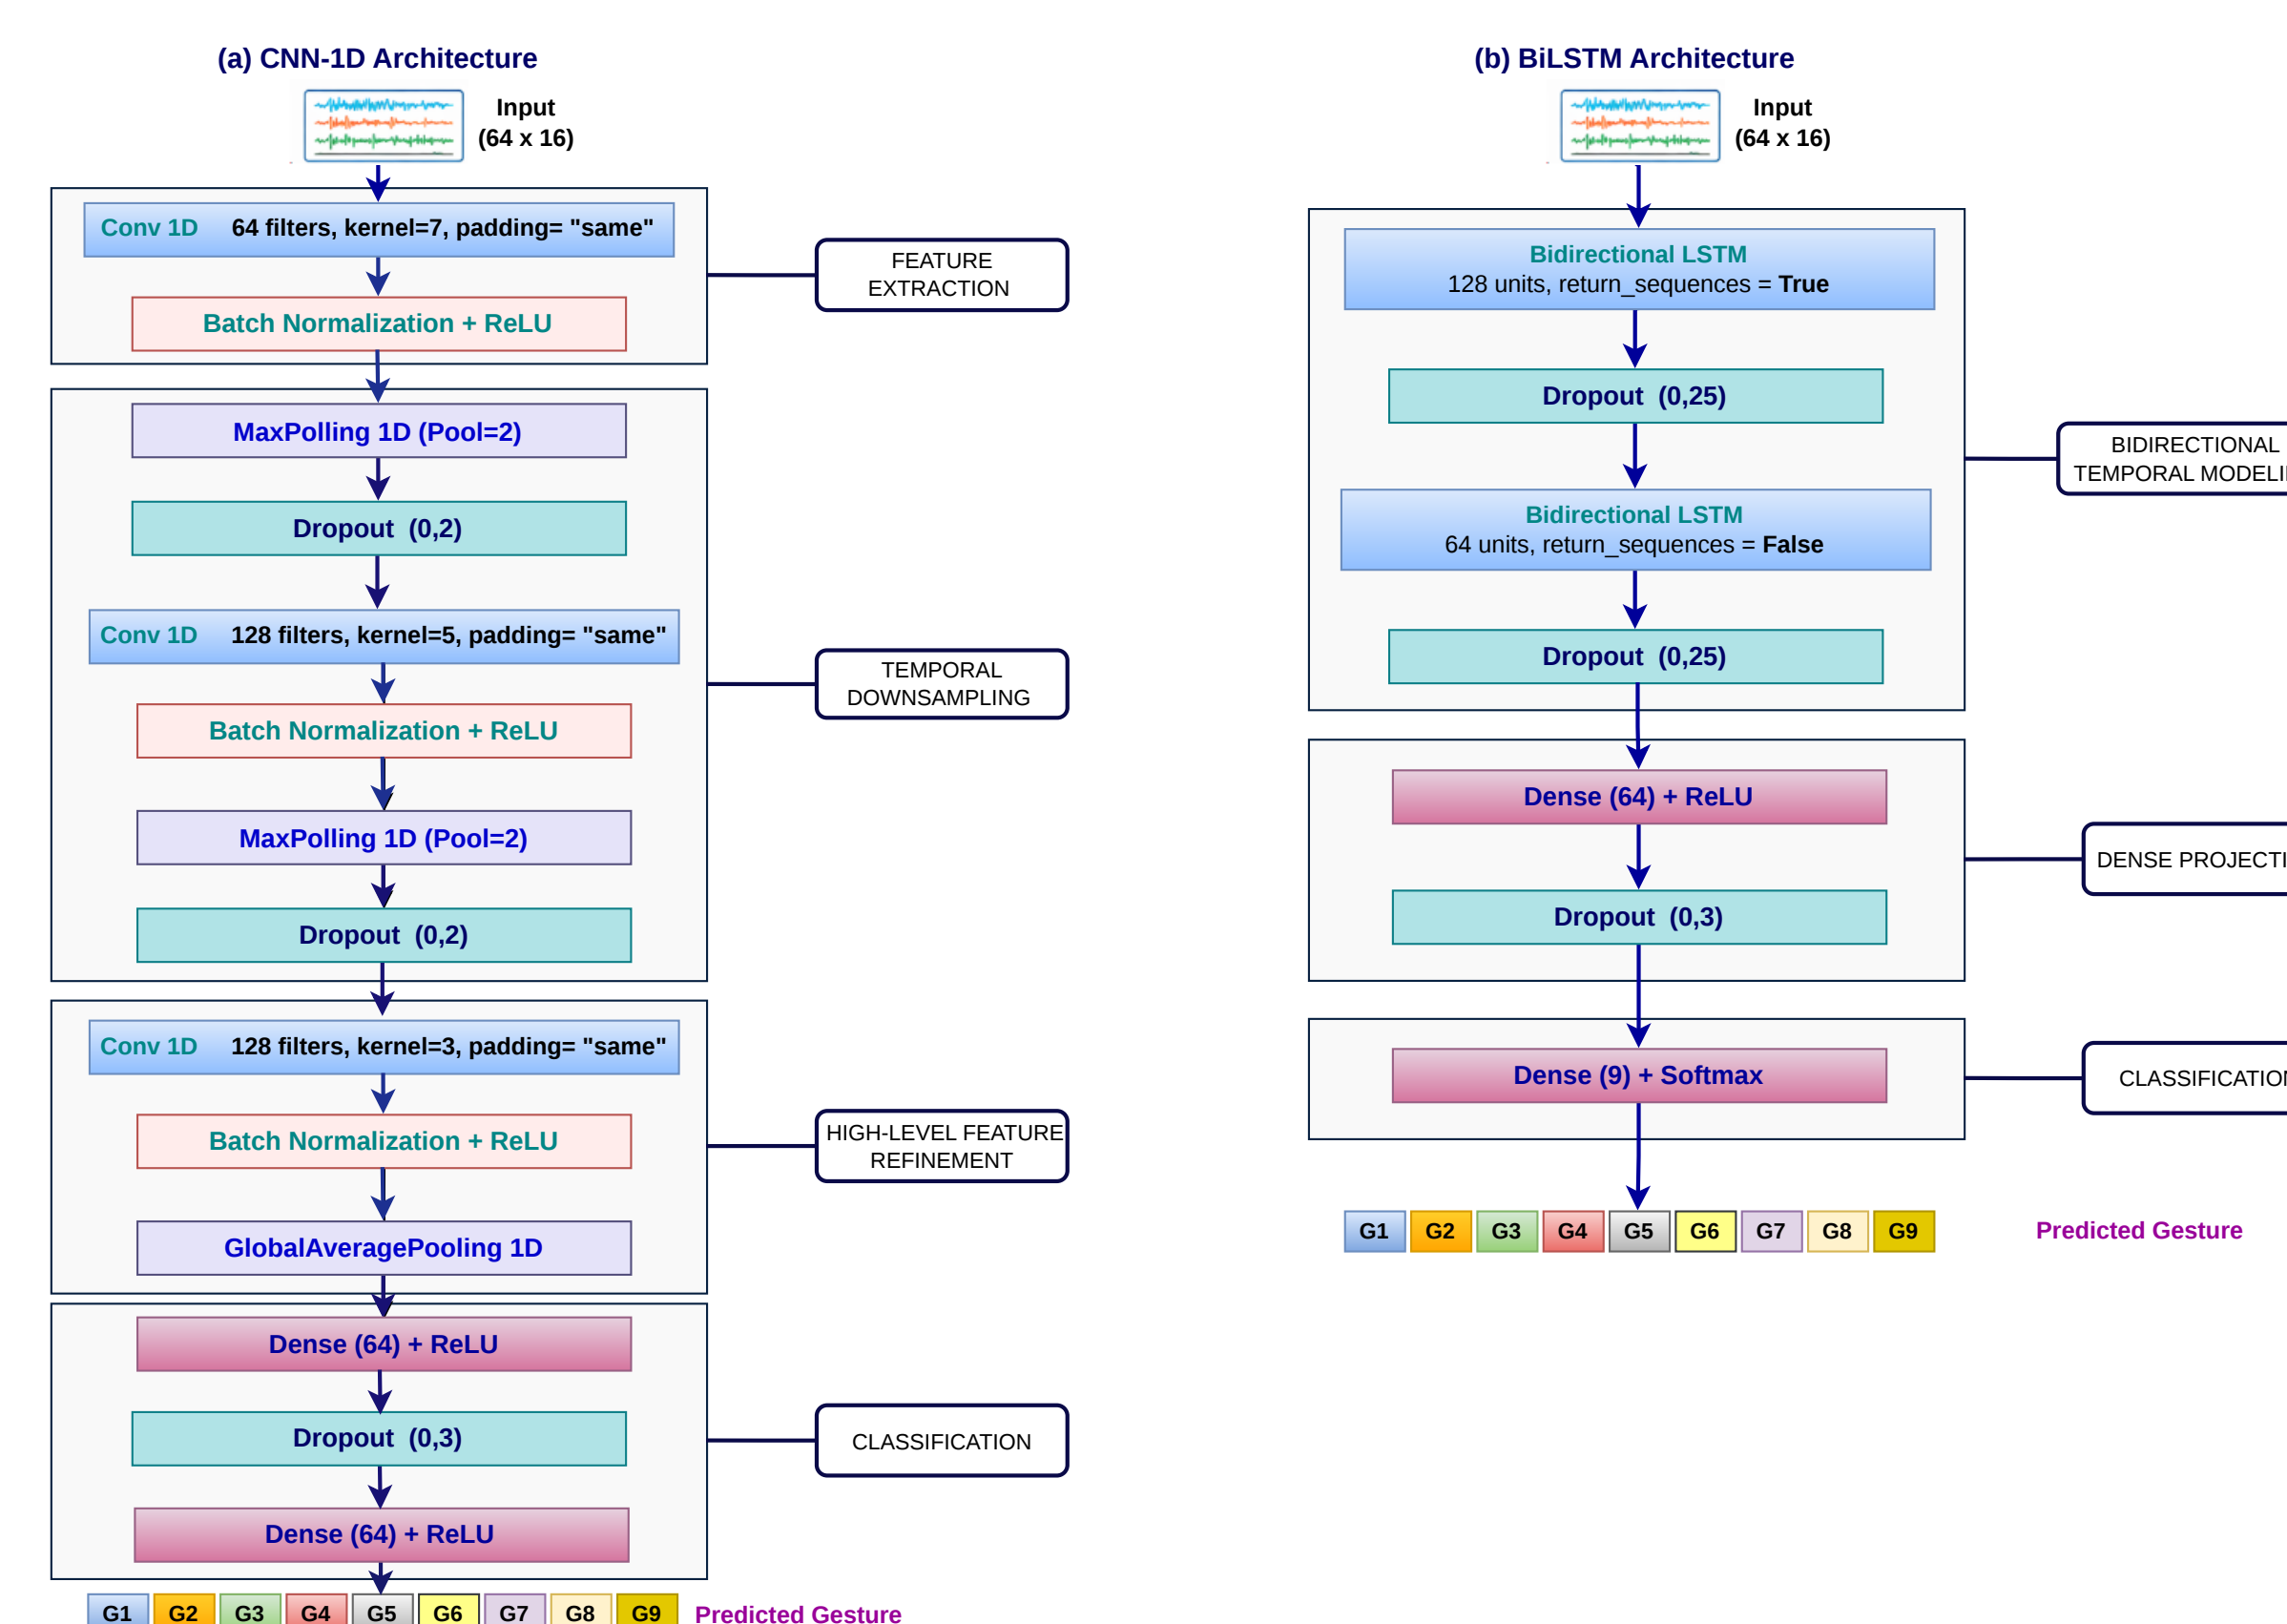 (a) CNN-1D Architecture
Input
(64 x 16)
Conv 1D 64 filters, kernel=7, padding= "same"
Batch Normalization + ReLU
FEATURE
EXTRACTION
MaxPolling 1D (Pool=2)
Dropout (0,2)
Conv 1D 128 filters, kernel=5, padding= "same"
Batch Normalization + ReLU
MaxPolling 1D (Pool=2)
Dropout (0,2)
TEMPORAL
DOWNSAMPLING
Conv 1D 128 filters, kernel=3, padding= "same"
Batch Normalization + ReLU
GlobalAveragePooling 1D
HIGH-LEVEL FEATURE
REFINEMENT
Dense (64) + ReLU
Dropout (0,3)
Dense (64) + ReLU
CLASSIFICATION
G1 G2 G3 G4 G5 G6 G7 G8 G9 Predicted Gesture
(b) BiLSTM Architecture
Input
(64 x 16)
Bidirectional LSTM
128 units, return_sequences = True
Dropout (0,25)
Bidirectional LSTM
64 units, return_sequences = False
Dropout (0,25)
BIDIRECTIONAL
TEMPORAL
Dense (64) + ReLU
Dropout (0,3)
DENSE
Dense (9) + Softmax
CLASSIFICATION
G1 G2 G3 G4 G5 G6 G7 G8 G9 Predicted Gesture